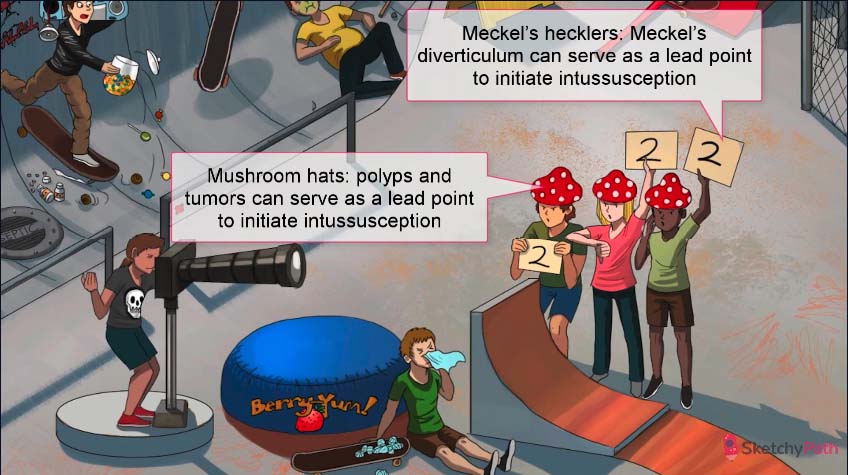 Meckel's hecklers: Meckel's
diverticulum can serve as a lead point
to initiate intussusception
Mushroom hats: polyps and
tumors can serve as a lead point
to initiate intussusception
2
2
2
SEPTIC
Berry Yum!
SketchyPath